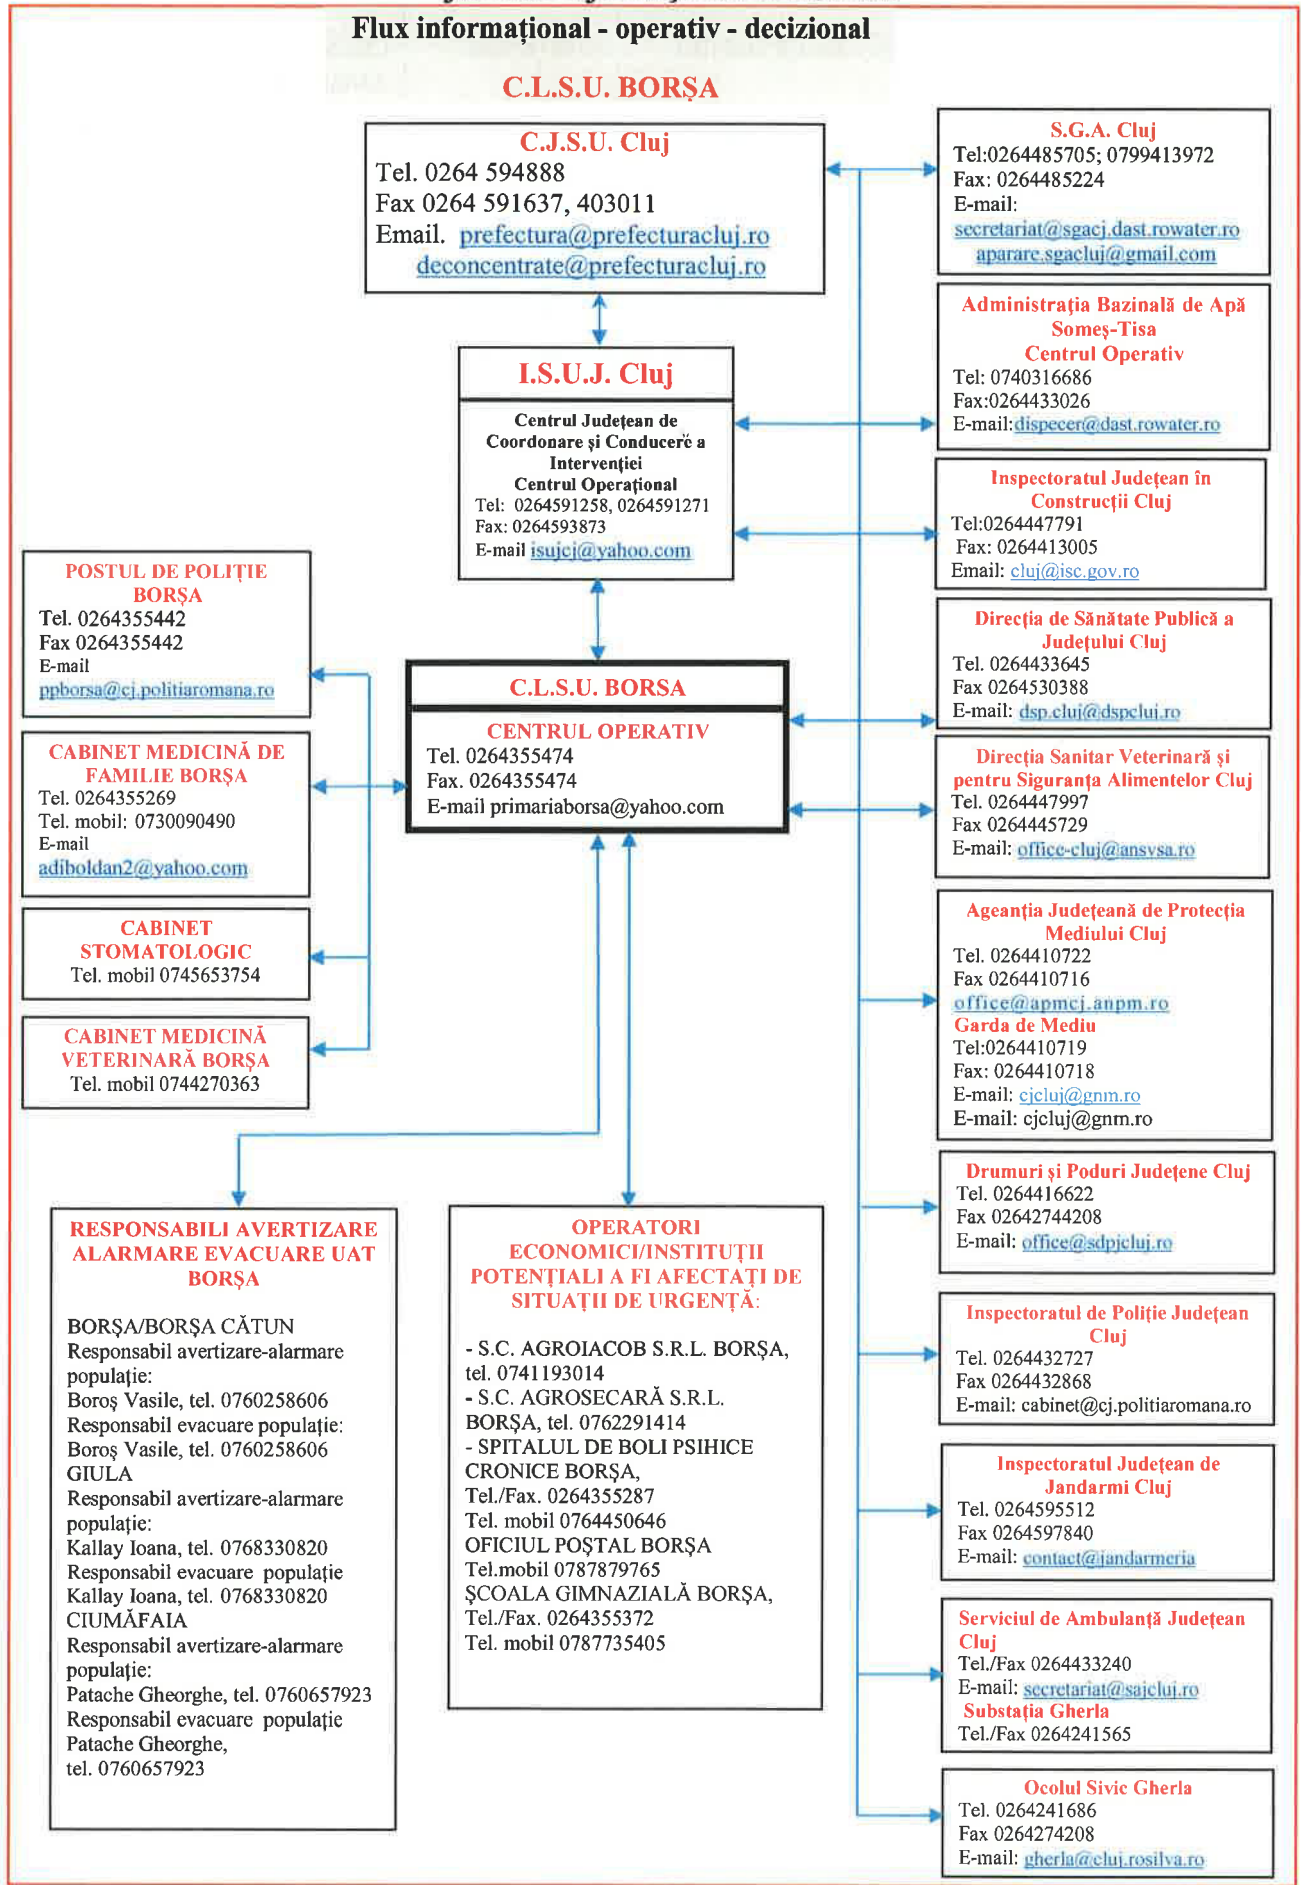 Flux informațional - operativ - decizional
C.L.S.U. BORȘA
C.J.S.U. Cluj
Tel. 0264 594888
Fax 0264 591637, 403011
Email. prefectura@prefecturacluj.ro
deconcentrate@prefecturacluj.ro
I.S.U.J. Cluj
Centrul Județean de
Coordonare și Conducere a
Intervenției
Centrul Operațional
Tel: 0264591258, 0264591271
Fax: 0264593873
E-mail isujcj@yahoo.com
C.L.S.U. BORSA
CENTRUL OPERATIV
Tel. 0264355474
Fax. 0264355474
E-mail primariaborsa@yahoo.com
POSTUL DE POLIȚIE
BORȘA
Tel. 0264355442
Fax 0264355442
E-mail
ppborsa@cj.politiaromana.ro
CABINET MEDICINĂ DE
FAMILIE BORȘA
Tel. 0264355269
Tel. mobil: 0730090490
E-mail
adiboldan2@yahoo.com
CABINET
STOMATOLOGIC
Tel. mobil 0745653754
CABINET MEDICINĂ
VETERINARĂ BORȘA
Tel. mobil 0744270363
RESPONSABILI AVERTIZARE
ALARMARE EVACUARE UAT
BORȘA
BORȘA/BORȘA CĂTUN
Responsabil avertizare-alarmare
populație:
Boroș Vasile, tel. 0760258606
Responsabil evacuare populație:
Boroș Vasile, tel. 0760258606
GIULA
Responsabil avertizare-alarmare
populație:
Kallay Ioana, tel. 0768330820
Responsabil evacuare populație
Kallay Ioana, tel. 0768330820
CIUMĂFAIA
Responsabil avertizare-alarmare
populație:
Patache Gheorghe, tel. 0760657923
Responsabil evacuare populație
Patache Gheorghe,
tel. 0760657923
OPERATORI
ECONOMICI/INSTITUȚII
POTENȚIALI A FI AFECTAȚI DE
SITUAȚII DE URGENȚĂ:
- S.C. AGROIACOB S.R.L. BORȘA,
tel. 0741193014
- S.C. AGROSECARĂ S.R.L.
BORȘA, tel. 0762291414
- SPITALUL DE BOLI PSIHICE
CRONICE BORȘA,
Tel./Fax. 0264355287
Tel. mobil 0764450646
OFICIUL POȘTAL BORȘA
Tel.mobil 0787879765
ȘCOALA GIMNAZIALĂ BORȘA,
Tel./Fax. 0264355372
Tel. mobil 0787735405
S.G.A. Cluj
Tel:0264485705; 0799413972
Fax: 0264485224
E-mail:
secretariat@sgacj.dast.rowater.ro
aparare.sgacluj@gmail.com
Administrația Bazinală de Apă
Someș-Tisa
Centrul Operativ
Tel: 0740316686
Fax:0264433026
E-mail:dispecer@dast.rowater.ro
Inspectoratul Județean în
Construcții Cluj
Tel:0264447791
Fax: 0264413005
Email: cluj@isc.gov.ro
Direcția de Sănătate Publică a
Județului Cluj
Tel. 0264433645
Fax 0264530388
E-mail: dsp.cluj@dspcluj.ro
Direcția Sanitar Veterinară și
pentru Siguranța Alimentelor Cluj
Tel. 0264447997
Fax 0264445729
E-mail: office-cluj@ansvsa.ro
Ageanția Județeană de Protecția
Mediului Cluj
Tel. 0264410722
Fax 0264410716
office@apmcj.anpm.ro
Garda de Mediu
Tel:0264410719
Fax: 0264410718
E-mail: cjcluj@gnm.ro
E-mail: cjcluj@gnm.ro
Drumuri și Poduri Județene Cluj
Tel. 0264416622
Fax 02642744208
E-mail: office@sdpjcluj.ro
Inspectoratul de Poliție Județean
Cluj
Tel. 0264432727
Fax 0264432868
E-mail: cabinet@cj.politiaromana.ro
Inspectoratul Județean de
Jandarmi Cluj
Tel. 0264595512
Fax 0264597840
E-mail: contact@jandarmeria
Serviciul de Ambulanță Județean
Cluj
Tel./Fax 0264433240
E-mail: secretariat@sajcluj.ro
Substația Gherla
Tel./Fax 0264241565
Ocolul Sivic Gherla
Tel. 0264241686
Fax 0264274208
E-mail: gherla@cluj.rosilva.ro